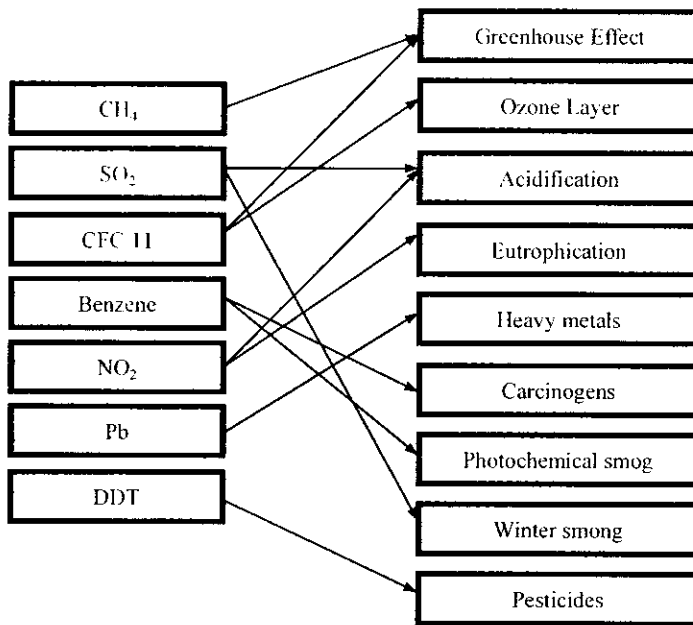 CH₄
SO₂
CFC 11
Benzene
NO₂
Pb
DDT
Greenhouse Effect
Ozone Layer
Acidification
Eutrophication
Heavy metals
Carcinogens
Photochemical smog
Winter smong
Pesticides